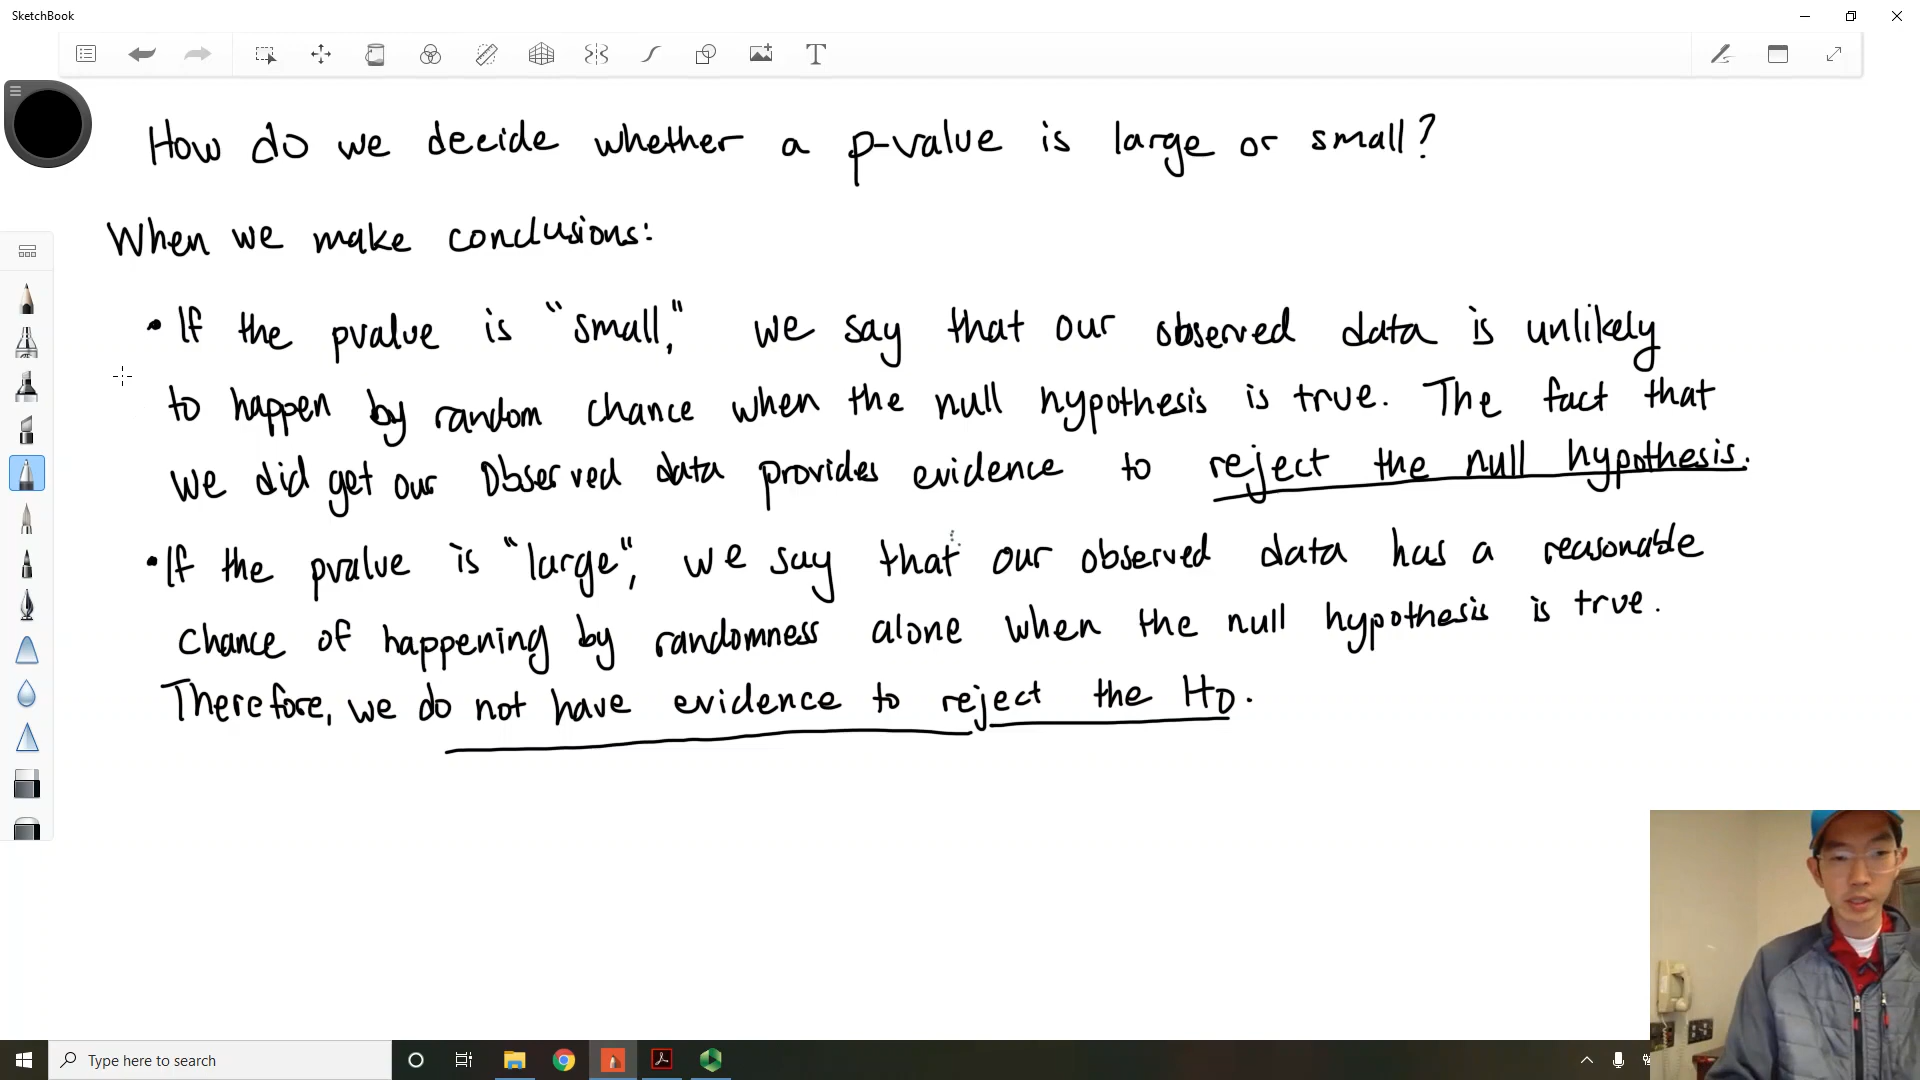 SketchBook
How do we decide whether a p-value is large or small?
When we make conclusions:
• If the pvalue is "small," we say that our observed data is unlikely
to happen by random chance when the null hypothesis is true. The fact that
we did get our observed data provides evidence to reject the null hypothesis.
• If the pvalue is "large", we say that our observed data has a reasonable
chance of happening by randomness alone when the null hypothesis is true.
Therefore, we do not have evidence to reject the H0.
Type here to search